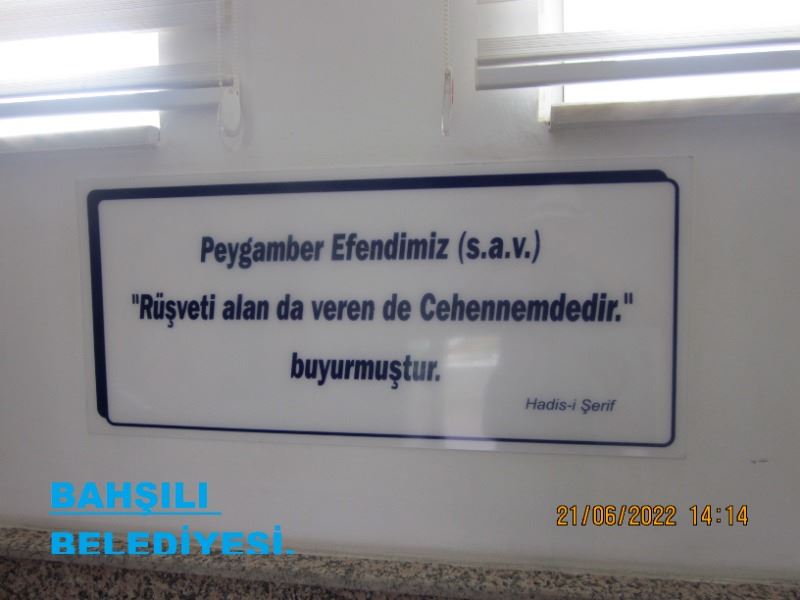 Peygamber Efendimiz (s.a.v.)
"Rüşveti alan da veren de Cehennemdedir."
buyurmuştur.
Hadis-i Şerif
BAHŞILI
BELEDİYESİ.
21/06/2022 14:14